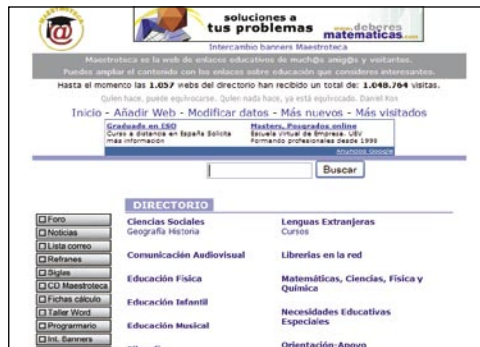 MAESTROTECA
@
soluciones a
tus problemas
www.deberes
matematicas.com
Intercambio banners Maestroteca
Maestroteca es la web de enlaces educativos de much@s amig@s y visitantes.
Puedes ampliar el contenido con los enlaces sobre educación que consideres interesantes.
Hasta el momento las 1.057 webs del directorio han recibido un total de: 1.048.764 visitas.
Quien hace, puede equivocarse. Quien nada hace, ya está equivocado. Daniel Kon
Inicio - Añadir Web - Modificar datos - Más nuevos - Más visitados
Graduado en ESO
Curso a distancia en España Solicita
más información
Masters, Posgrados online
Escuela Virtual de Empresa. UEV
Formando profesionales desde 1998
Anuncios Google
Buscar
DIRECTORIO
Foro
Noticias
Lista correo
Refranes
Siglas
CD Maestroteca
Fichas cálculo
Taller Word
Programario
Int. Banners
Ciencias Sociales
Geografía Historia
Comunicación Audiovisual
Educación Física
Educación Infantil
Educación Musical
Lenguas Extranjeras
Cursos
Librerias en la red
Matemáticas, Ciencias, Física y
Química
Necesidades Educativas
Especiales
Orientación-Apoyo